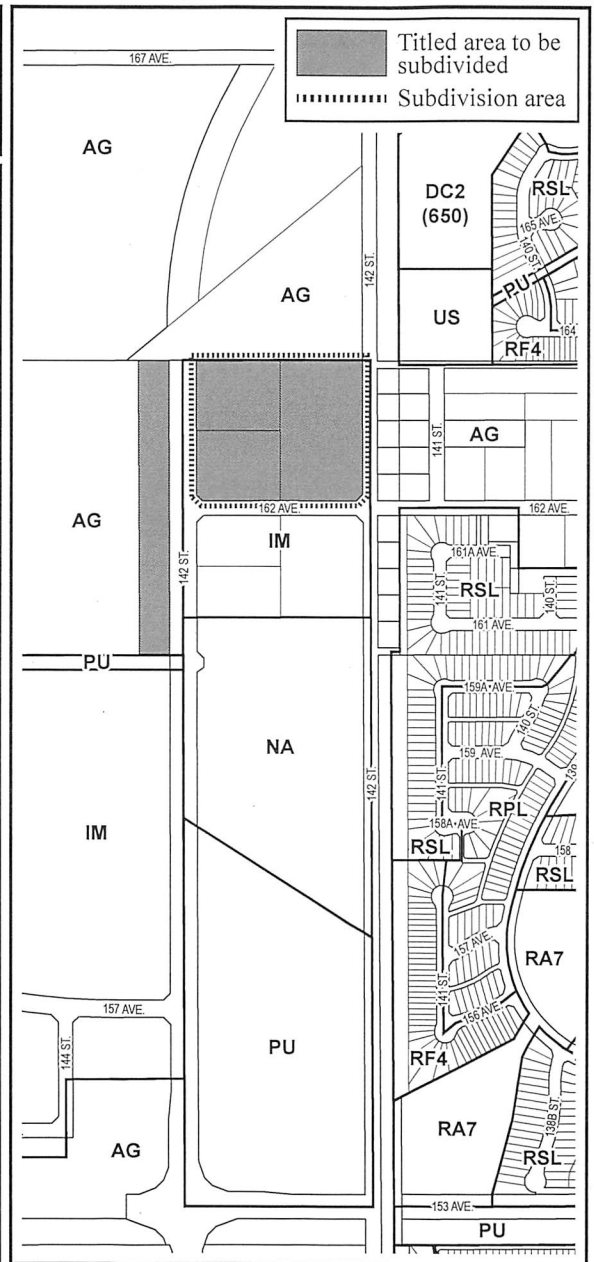 Titled area to be
subdivided
Subdivision area
167 AVE.
AG
DC2
(650)
RSL
165 AVE.
140 ST.
PU
142 ST.
AG
US
RF4
164
AG
141 ST.
AG
162 AVE.
162 AVE.
IM
142 ST.
161A AVE.
141 ST.
RSL
140 ST.
161 AVE.
PU
159A AVE.
NA
140 ST.
159 AVE.
139
142 ST.
141 ST.
RPL
IM
158A AVE.
RSL
158
RSL
157 AVE.
RA7
157 AVE.
141 ST.
156 AVE.
144 ST.
PU
RF4
RA7
138B ST.
AG
RSL
153 AVE.
PU